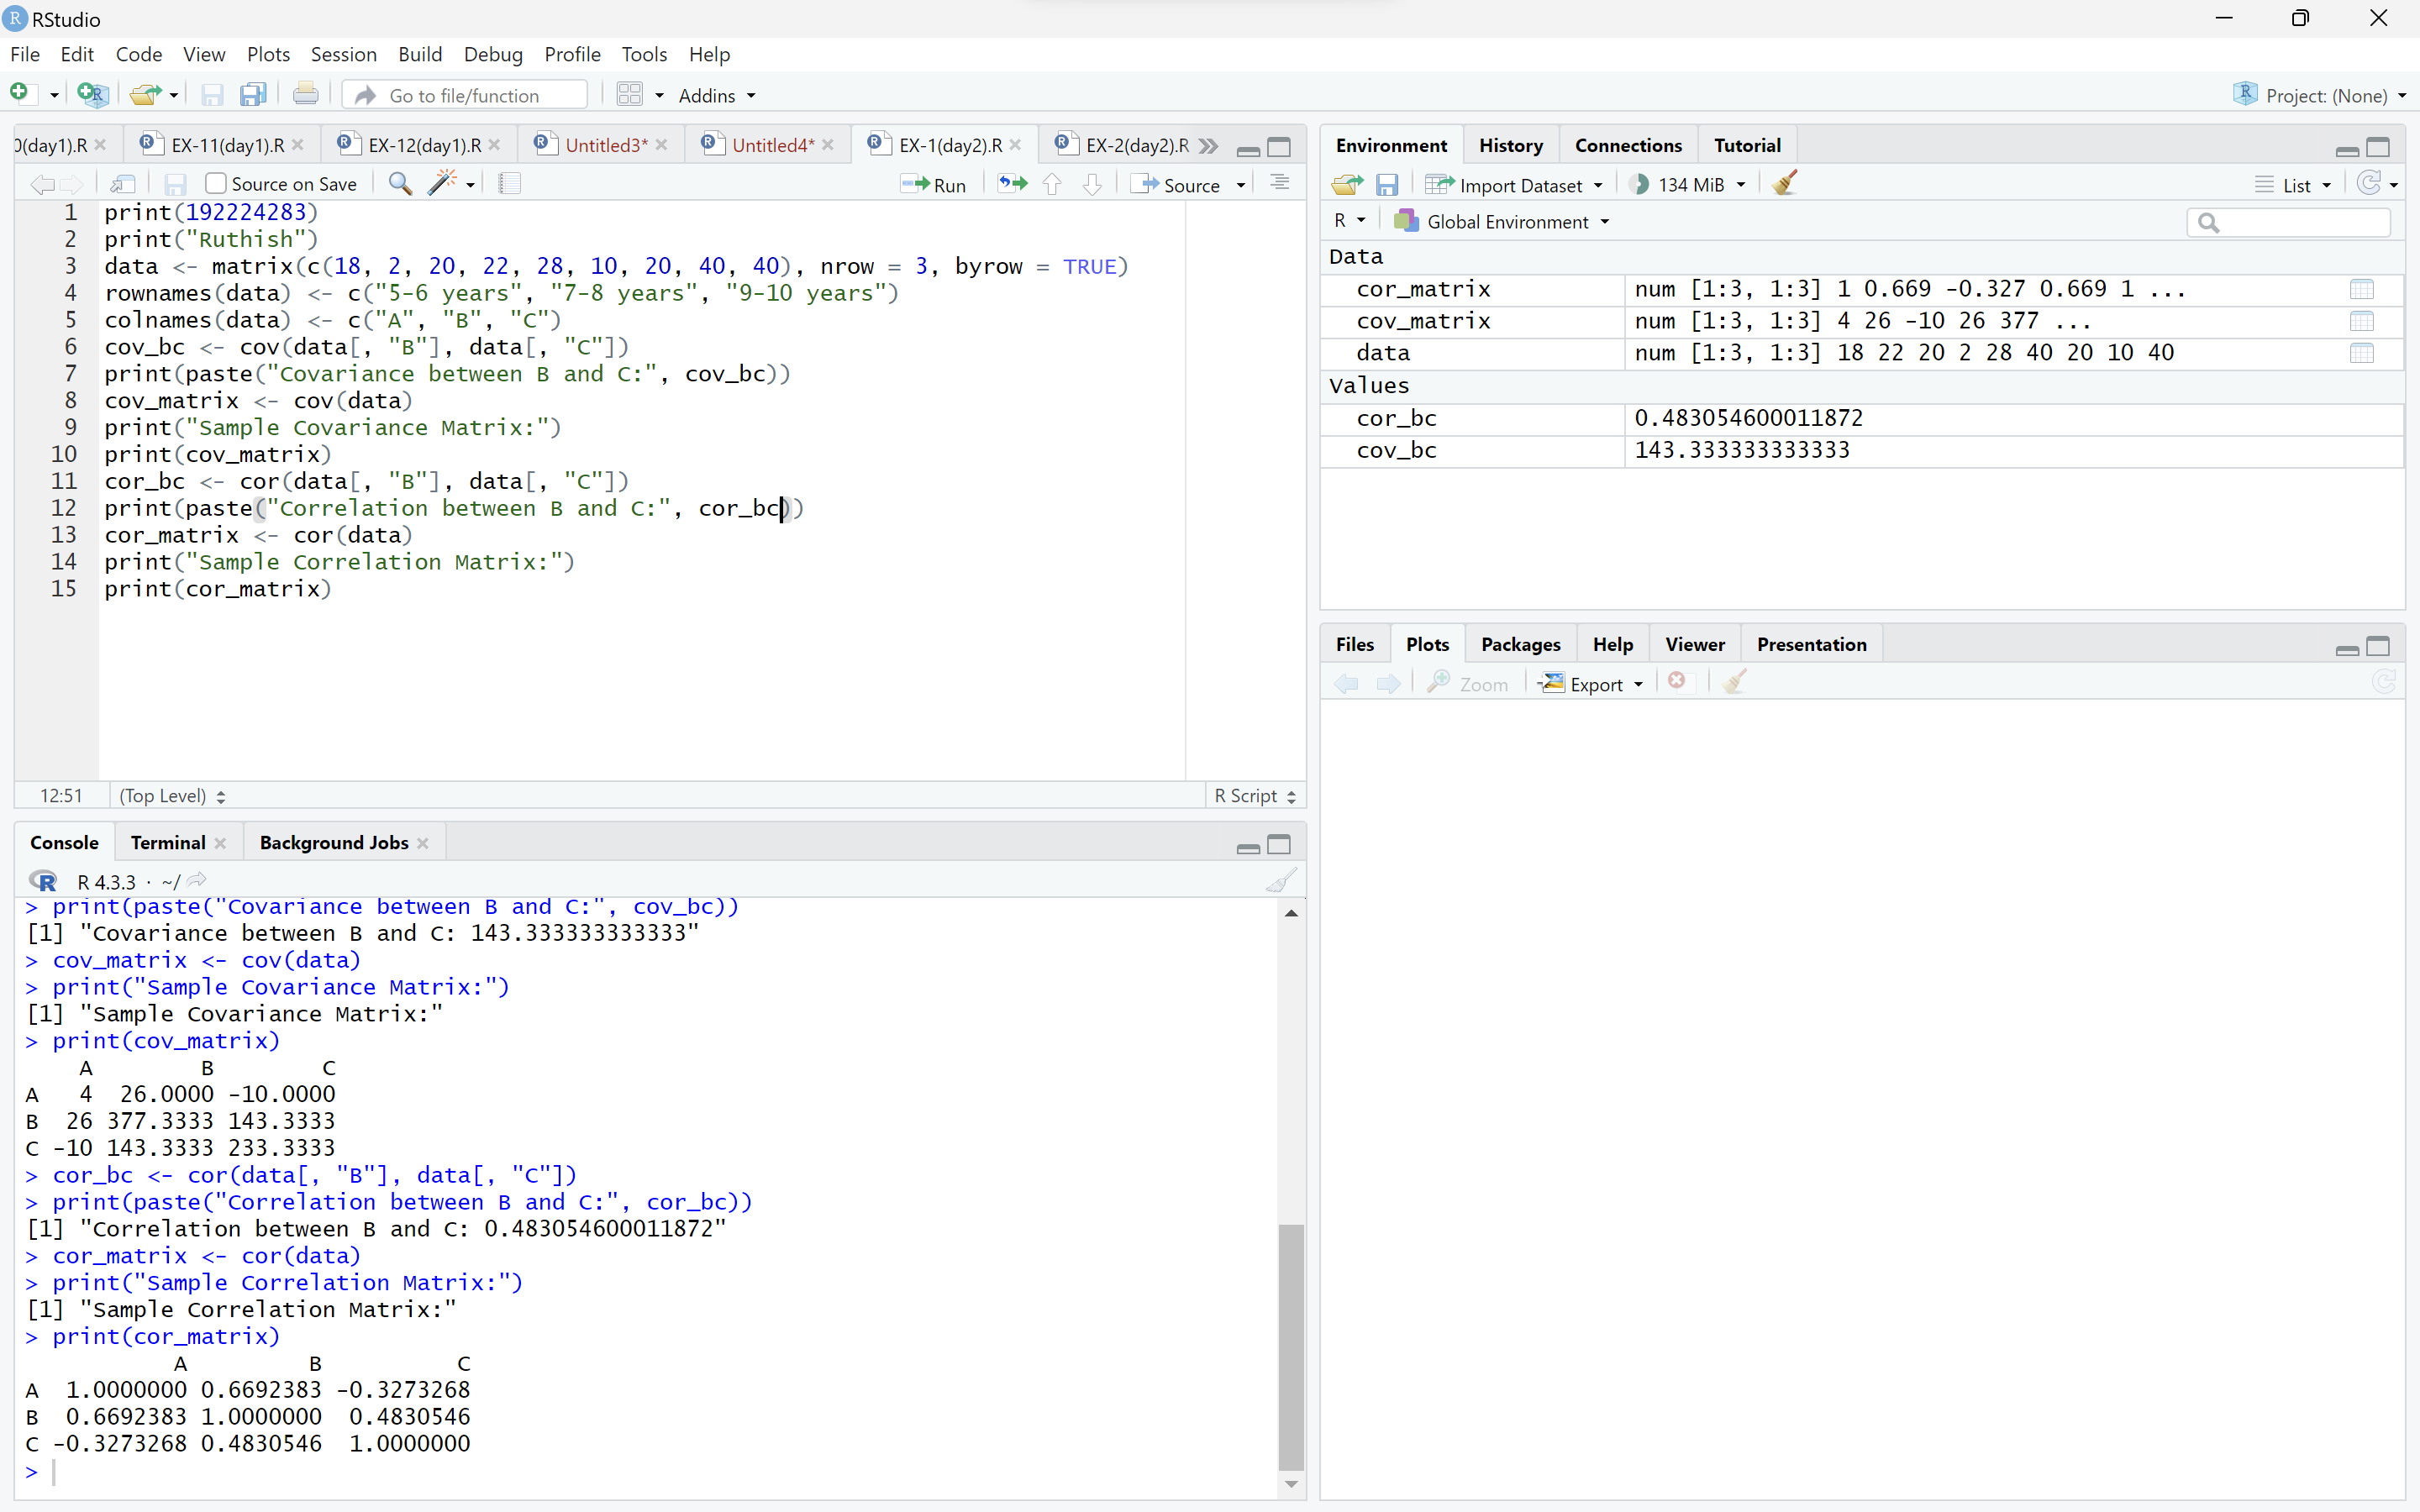 RStudio
File Edit Code View Plots Session Build Debug Profile Tools Help
Go to file/function Addins Project: (None)
0(day1).R EX-11(day1).R EX-12(day1).R Untitled3* Untitled4* EX-1(day2).R EX-2(day2).R
Source on Save Run Source
1 print(192224283)
2 print("Ruthish")
3 data <- matrix(c(18, 2, 20, 22, 28, 10, 20, 40, 40), nrow = 3, byrow = TRUE)
4 rownames(data) <- c("5-6 years", "7-8 years", "9-10 years")
5 colnames(data) <- c("A", "B", "C")
6 cov_bc <- cov(data[, "B"], data[, "C"])
7 print(paste("Covariance between B and C:", cov_bc))
8 cov_matrix <- cov(data)
9 print("Sample Covariance Matrix:")
10 print(cov_matrix)
11 cor_bc <- cor(data[, "B"], data[, "C"])
12 print(paste("Correlation between B and C:", cor_bc))
13 cor_matrix <- cor(data)
14 print("Sample Correlation Matrix:")
15 print(cor_matrix)
12:51 (Top Level) R Script
Console Terminal Background Jobs
R 4.3.3 · ~/
> print(paste("Covariance between B and C:", cov_bc))
[1] "Covariance between B and C: 143.333333333333"
> cov_matrix <- cov(data)
> print("Sample Covariance Matrix:")
[1] "Sample Covariance Matrix:"
> print(cov_matrix)
A B C
A 4 26.0000 -10.0000
B 26 377.3333 143.3333
C -10 143.3333 233.3333
> cor_bc <- cor(data[, "B"], data[, "C"])
> print(paste("Correlation between B and C:", cor_bc))
[1] "Correlation between B and C: 0.483054600011872"
> cor_matrix <- cor(data)
> print("Sample Correlation Matrix:")
[1] "Sample Correlation Matrix:"
> print(cor_matrix)
A B C
A 1.0000000 0.6692383 -0.3273268
B 0.6692383 1.0000000 0.4830546
C -0.3273268 0.4830546 1.0000000
>
Environment History Connections Tutorial
Import Dataset 134 MiB List
R Global Environment
Data
cor_matrix num [1:3, 1:3] 1 0.669 -0.327 0.669 1 ...
cov_matrix num [1:3, 1:3] 4 26 -10 26 377 ...
data num [1:3, 1:3] 18 22 20 2 28 40 20 10 40
Values
cor_bc 0.483054600011872
cov_bc 143.333333333333
Files Plots Packages Help Viewer Presentation
Zoom Export